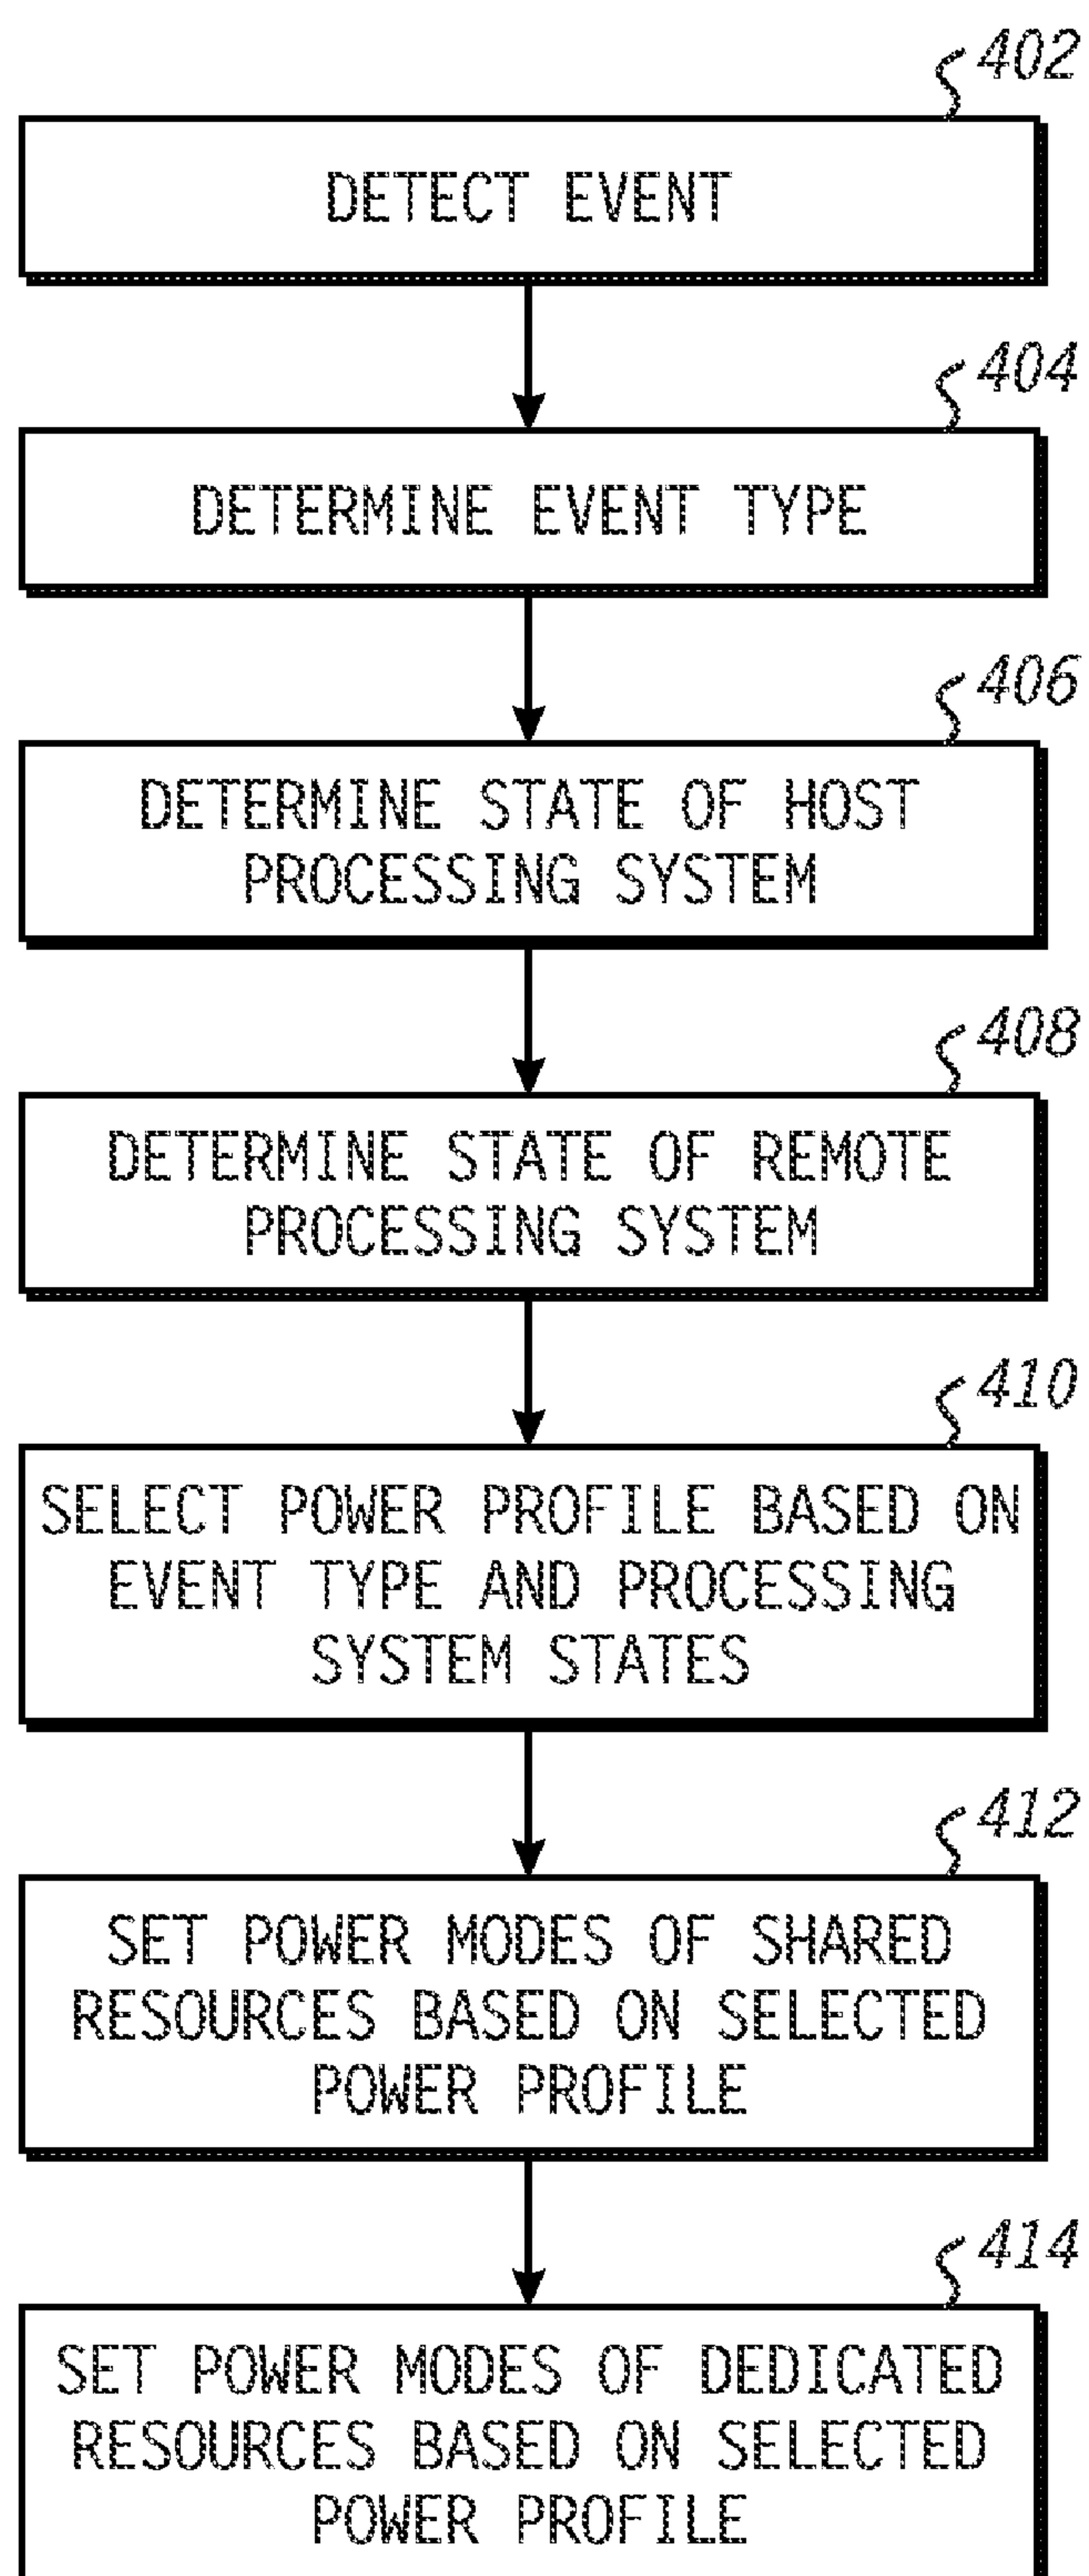 402
DETECT EVENT
404
DETERMINE EVENT TYPE
406
DETERMINE STATE OF HOST
PROCESSING SYSTEM
408
DETERMINE STATE OF REMOTE
PROCESSING SYSTEM
410
SELECT POWER PROFILE BASED ON
EVENT TYPE AND PROCESSING
SYSTEM STATES
412
SET POWER MODES OF SHARED
RESOURCES BASED ON SELECTED
POWER PROFILE
414
SET POWER MODES OF DEDICATED
RESOURCES BASED ON SELECTED
POWER PROFILE